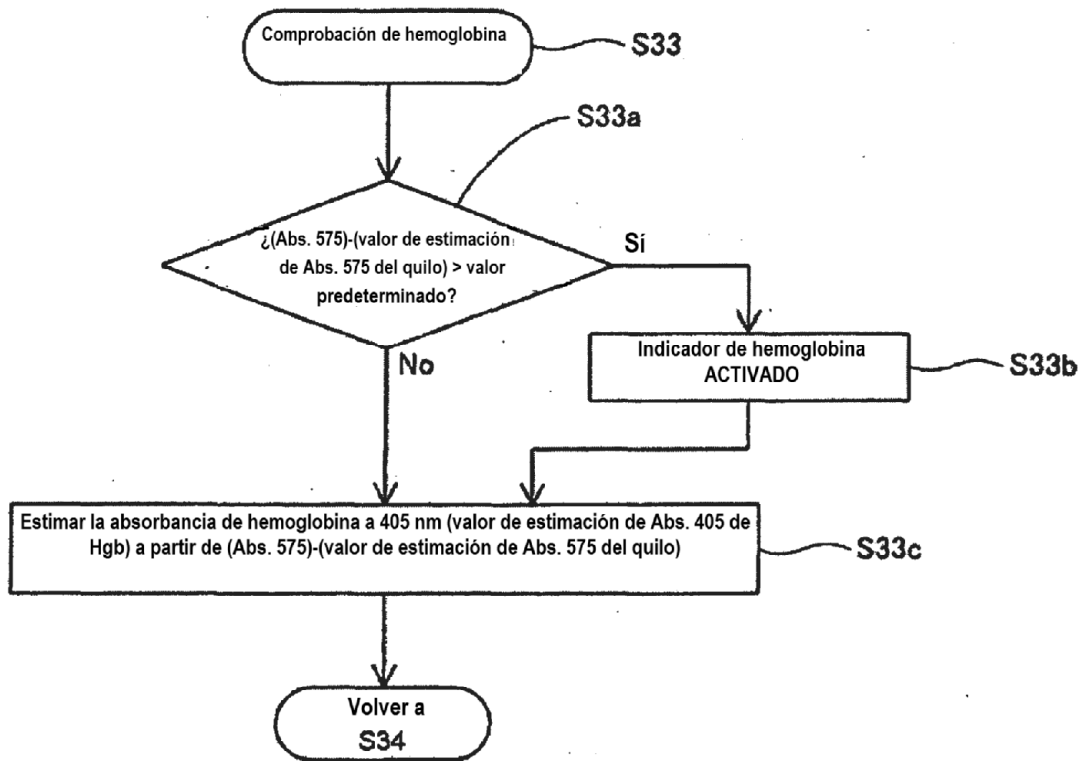 Comprobación de hemoglobina
S33
S33a
¿(Abs. 575)-(valor de estimación
de Abs. 575 del quilo) > valor
predeterminado?
Sí
No
Indicador de hemoglobina
ACTIVADO
S33b
Estimar la absorbancia de hemoglobina a 405 nm (valor de estimación de Abs. 405 de
Hgb) a partir de (Abs. 575)-(valor de estimación de Abs. 575 del quilo)
S33c
Volver a
S34